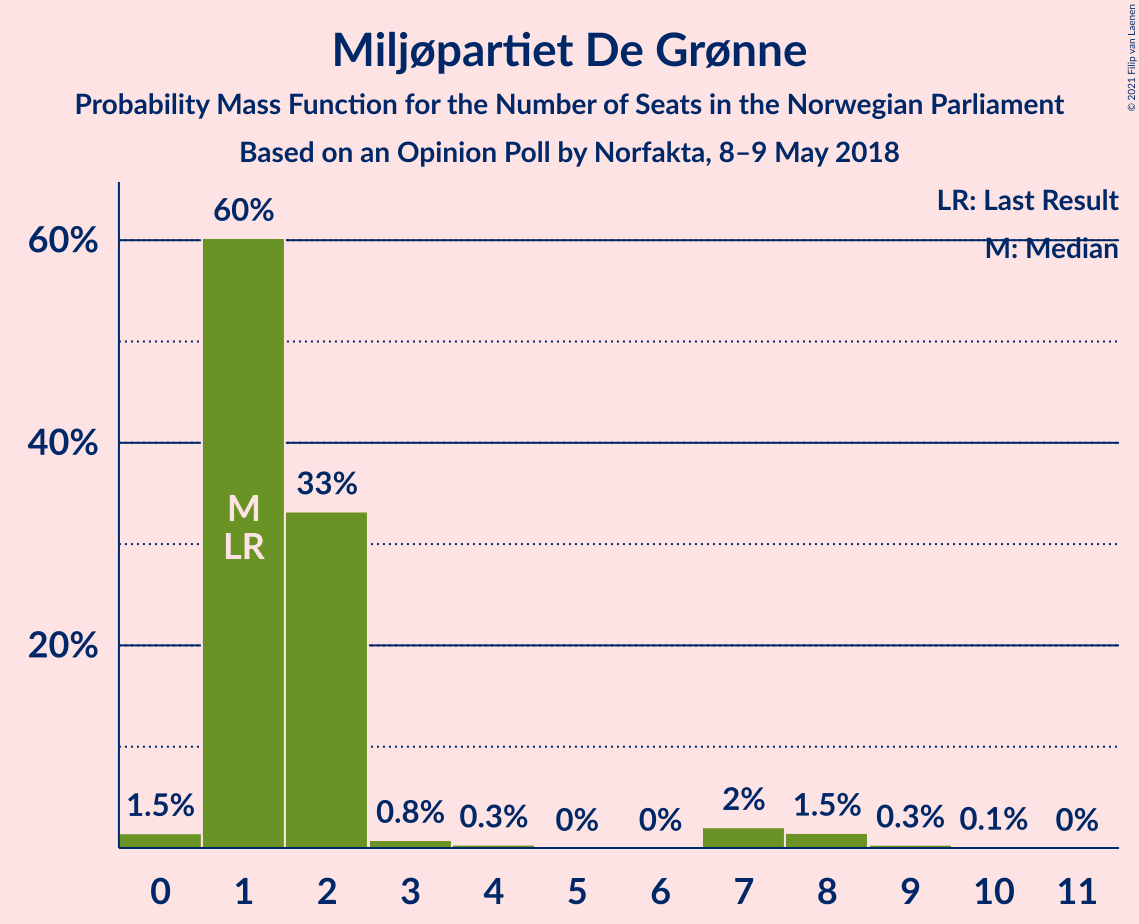 Miljøpartiet De Grønne
Probability Mass Function for the Number of Seats in the Norwegian Parliament
Based on an Opinion Poll by Norfakta, 8–9 May 2018
© 2021 Filip van Laenen
LR: Last Result
M: Median
60%
40%
20%
1.5%
60%
33%
0.8%
0.3%
0%
0%
2%
1.5%
0.3%
0.1%
0%
M
LR
0 1 2 3 4 5 6 7 8 9 10 11